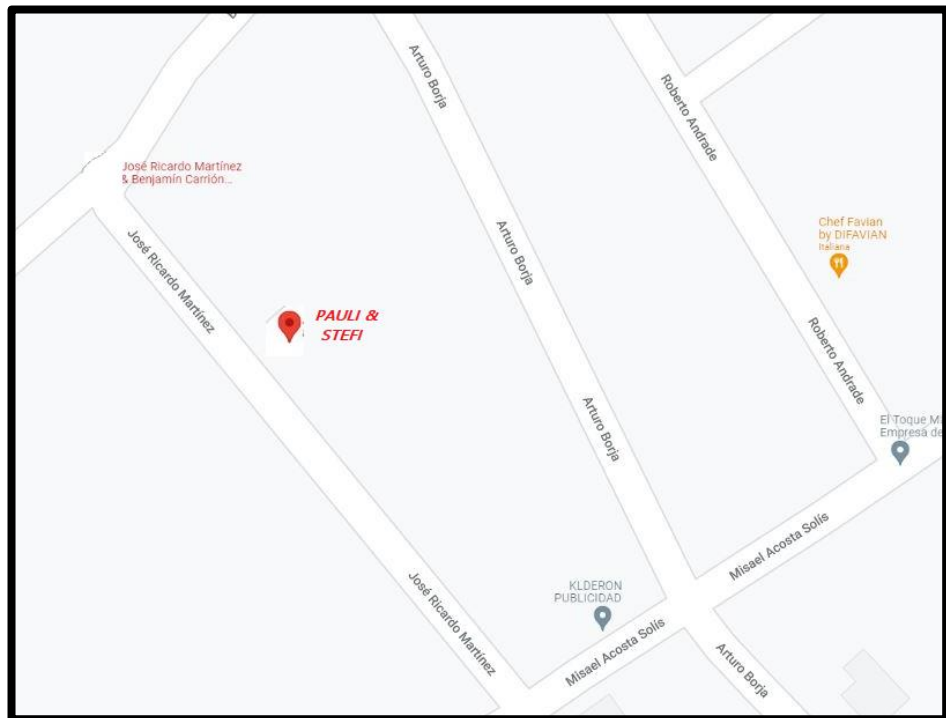 Arturo Borja
Roberto Andrade
José Ricardo Martínez
& Benjamín Carrión...
Chef Favian
by DIFAVIAN
Italiana
José Ricardo Martínez
Arturo Borja
PAULI &
STEFI
Roberto Andrade
Arturo Borja
El Toque
Empresa de
Misael Acosta Solís
José Ricardo Martínez
KLDERON
PUBLICIDAD
Misael Acosta Solís
Arturo Borja